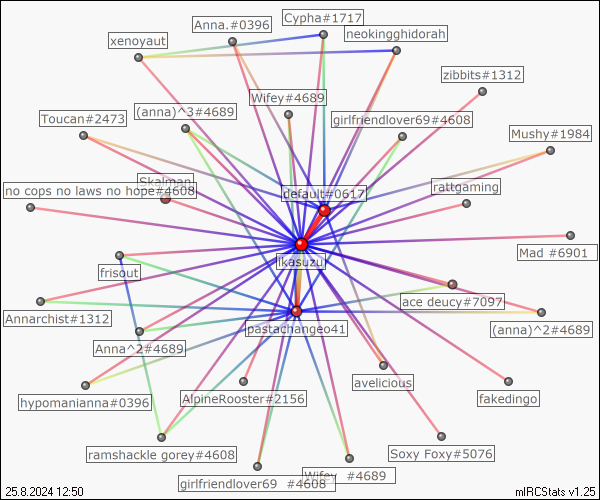 Cypha#1717
Anna.#0396
neokingghidorah
xenoyaut
zibbits#1312
Wifey#4689
Toucan#2473
(anna)^3#4689
girlfriendlover69#4608
Mushy#1984
Skaiman
no cops no laws no hope#4608
default#0617
rattgaming
Mad #6901
ikasuzu
frisout
ace deucy#7097
Annarchist#1312
pastachangeo41
(anna)^2#4689
Anna^2#4689
avelicious
fakedingo
hypomanianna#0396
AlpineRooster#2156
ramshackle gorey#4608
Soxy Foxy#5076
Wifey #4689
girlfriendlover69 #4608
25.8.2024 12:50
mIRCStats v1.25